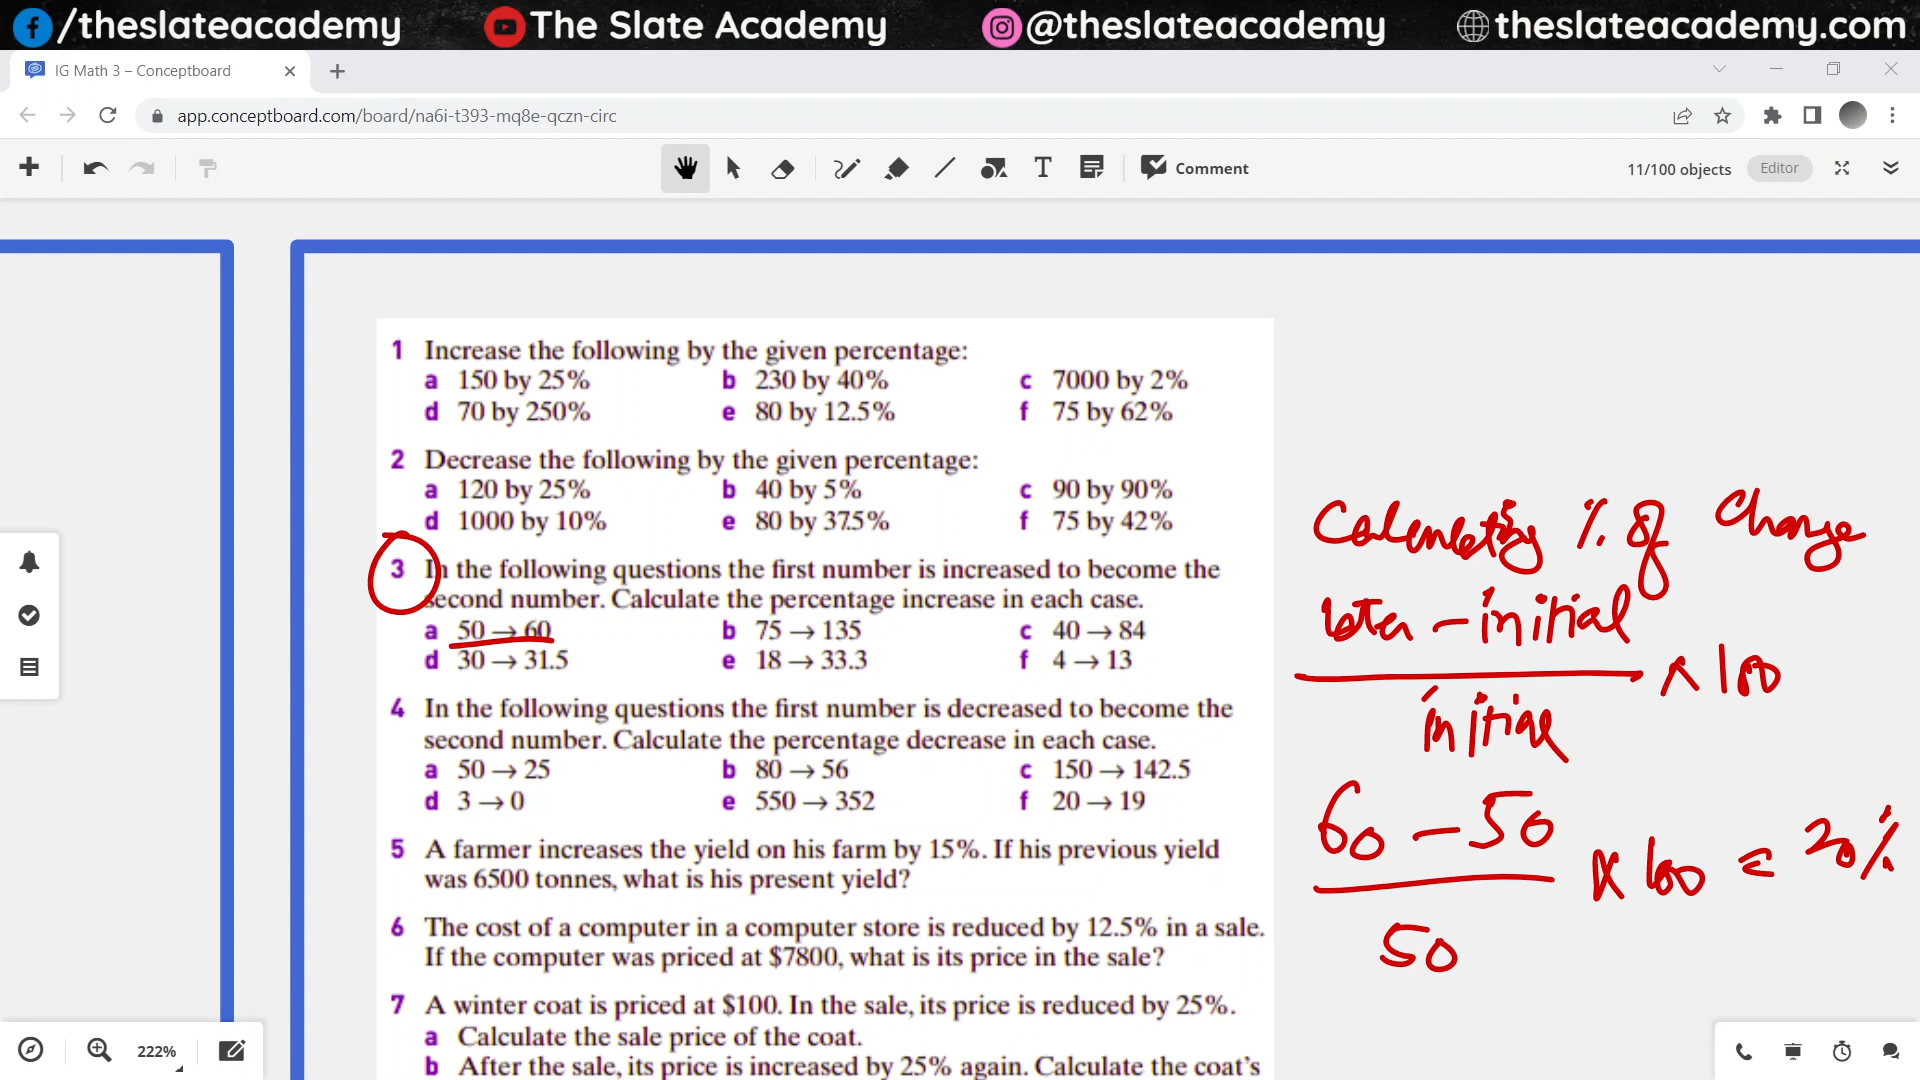 /theslateacademy The Slate Academy @theslateacademy theslateacademy.com
IG Math 3 – Conceptboard
app.conceptboard.com/board/na6i-t393-mq8e-qczn-circ
Comment 11/100 objects Editor
1 Increase the following by the given percentage:
a 150 by 25% b 230 by 40% c 7000 by 2%
d 70 by 250% e 80 by 12.5% f 75 by 62%
2 Decrease the following by the given percentage:
a 120 by 25% b 40 by 5% c 90 by 90%
d 1000 by 10% e 80 by 37.5% f 75 by 42%
3 In the following questions the first number is increased to become the
second number. Calculate the percentage increase in each case.
a 50 → 60 b 75 → 135 c 40 → 84
d 30 → 31.5 e 18 → 33.3 f 4 → 13
4 In the following questions the first number is decreased to become the
second number. Calculate the percentage decrease in each case.
a 50 → 25 b 80 → 56 c 150 → 142.5
d 3 → 0 e 550 → 352 f 20 → 19
5 A farmer increases the yield on his farm by 15%. If his previous yield
was 6500 tonnes, what is his present yield?
6 The cost of a computer in a computer store is reduced by 12.5% in a sale.
If the computer was priced at $7800, what is its price in the sale?
7 A winter coat is priced at $100. In the sale, its price is reduced by 25%.
a Calculate the sale price of the coat.
b After the sale, its price is increased by 25% again. Calculate the coat's
Calculating % of Change
later - initial
× 100
initial
60 - 50
× 100 = 20%
50
222%